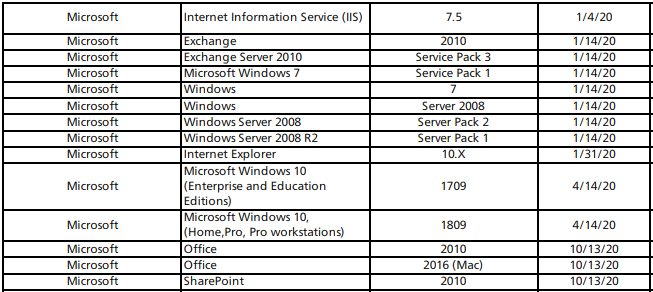 Microsoft Internet Information Service (IIS) 7.5 1/4/20
Microsoft Exchange 2010 1/14/20
Microsoft Exchange Server 2010 Service Pack 3 1/14/20
Microsoft Microsoft Windows 7 Service Pack 1 1/14/20
Microsoft Windows 7 1/14/20
Microsoft Windows Server 2008 1/14/20
Microsoft Windows Server 2008 Server Pack 2 1/14/20
Microsoft Windows Server 2008 R2 Server Pack 1 1/14/20
Microsoft Internet Explorer 10.X 1/31/20
Microsoft Microsoft Windows 10
(Enterprise and Education
Editions) 1709 4/14/20
Microsoft Microsoft Windows 10,
(Home,Pro, Pro workstations) 1809 4/14/20
Microsoft Office 2010 10/13/20
Microsoft Office 2016 (Mac) 10/13/20
Microsoft SharePoint 2010 10/13/20